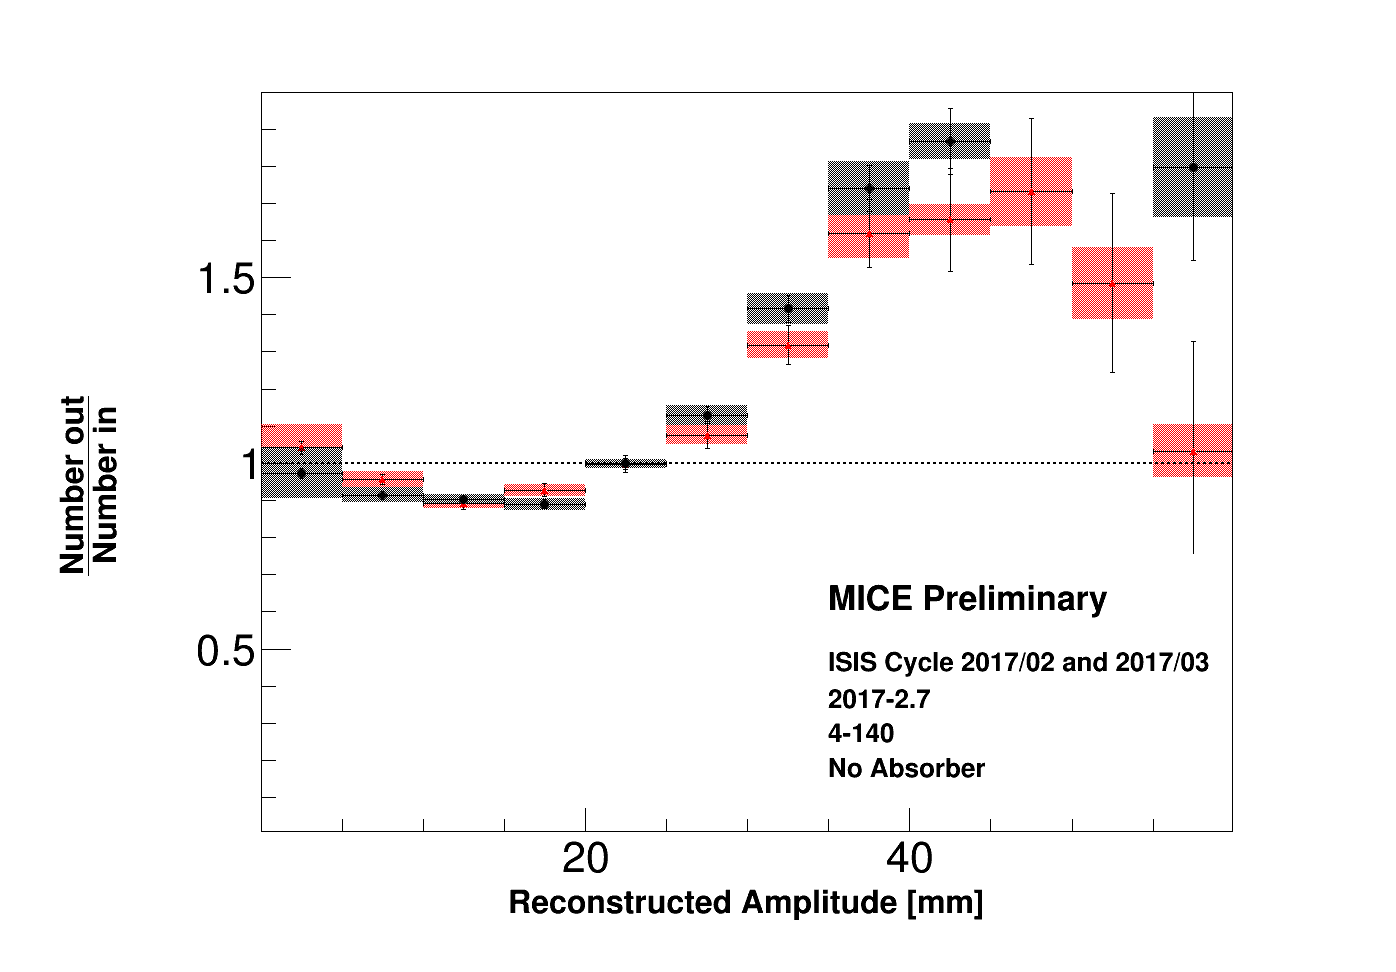 Number out
Number in
1.5
1
0.5
MICE Preliminary
ISIS Cycle 2017/02 and 2017/03
2017-2.7
4-140
No Absorber
20 40
Reconstructed Amplitude [mm]